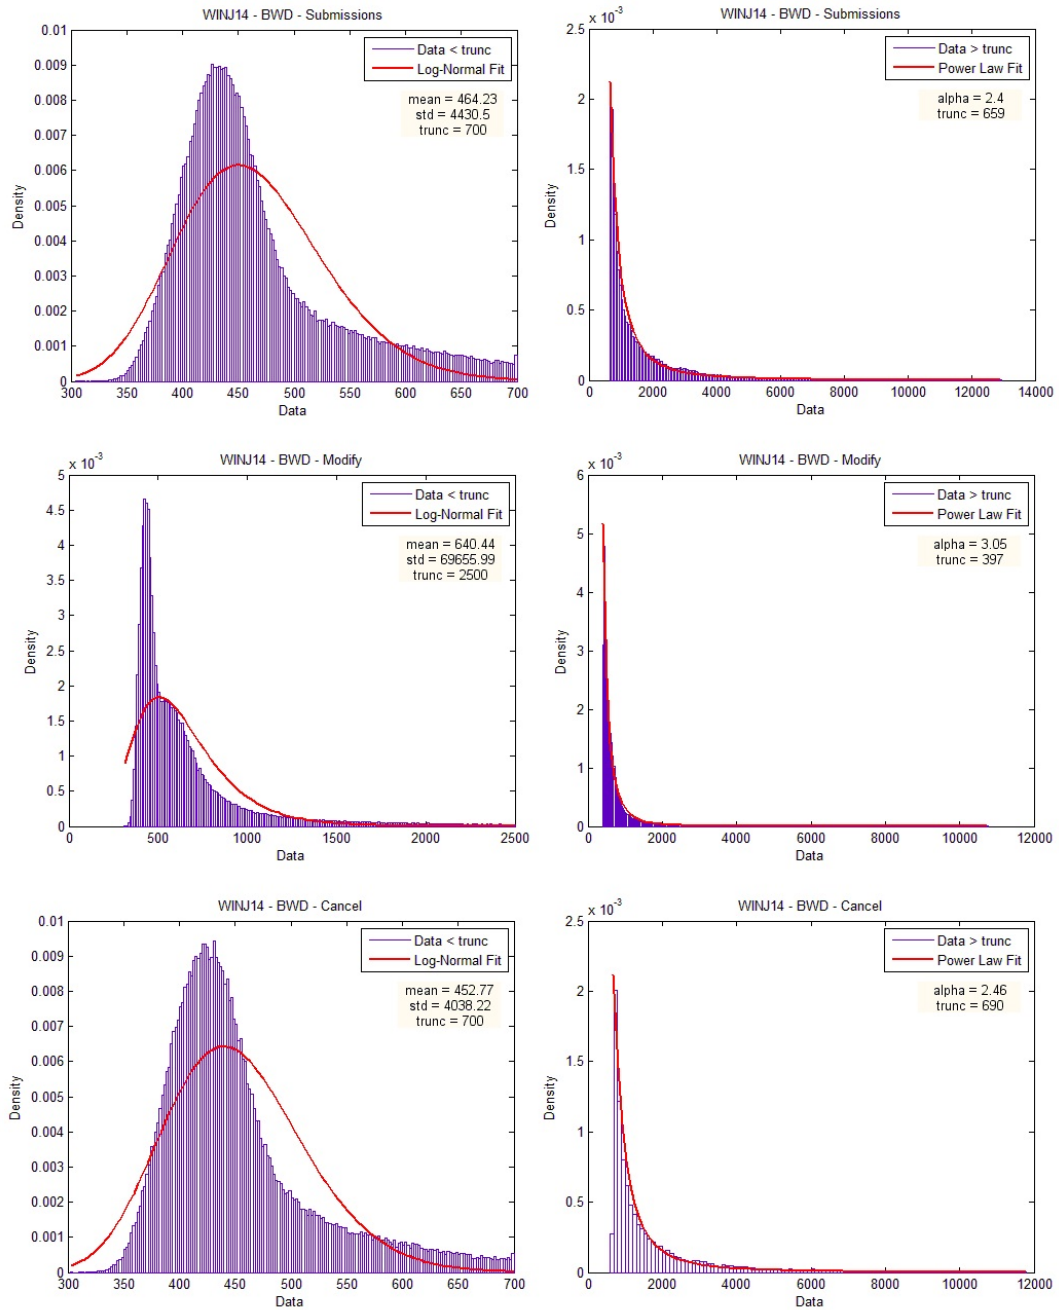 WINJ14 - BWD - Submissions
0.01
0.009
0.008
0.007
0.006
0.005
0.004
0.003
0.002
0.001
0
Density
Data < trunc
Log-Normal Fit
mean = 464.23
std = 4430.5
trunc = 700
300 350 400 450 500 550 600 650 700
Data
WINJ14 - BWD - Submissions
x 10-3
2.5
2
1.5
1
0.5
0
Density
Data > trunc
Power Law Fit
alpha = 2.4
trunc = 659
0 2000 4000 6000 8000 10000 12000 14000
Data
WINJ14 - BWD - Modify
x 10-3
5
4.5
4
3.5
3
2.5
2
1.5
1
0.5
0
Density
Data < trunc
Log-Normal Fit
mean = 640.44
std = 69655.99
trunc = 2500
0 500 1000 1500 2000 2500
Data
WINJ14 - BWD - Modify
x 10-3
6
5
4
3
2
1
0
Density
Data > trunc
Power Law Fit
alpha = 3.05
trunc = 397
0 2000 4000 6000 8000 10000 12000
Data
WINJ14 - BWD - Cancel
0.01
0.009
0.008
0.007
0.006
0.005
0.004
0.003
0.002
0.001
0
Density
Data < trunc
Log-Normal Fit
mean = 452.77
std = 4038.22
trunc = 700
300 350 400 450 500 550 600 650 700
Data
WINJ14 - BWD - Cancel
x 10-3
2.5
2
1.5
1
0.5
0
Density
Data > trunc
Power Law Fit
alpha = 2.46
trunc = 690
0 2000 4000 6000 8000 10000 12000
Data